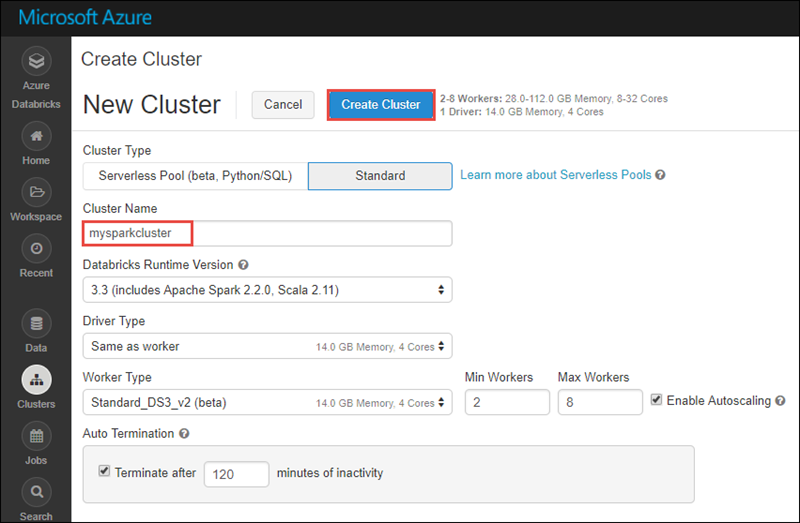 Microsoft Azure
Azure
Databricks
Home
Workspace
Recent
Data
Clusters
Jobs
Search
Create Cluster
New Cluster
Cancel
Create Cluster
2-8 Workers: 28.0-112.0 GB Memory, 8-32 Cores
1 Driver: 14.0 GB Memory, 4 Cores
Cluster Type
Serverless Pool (beta, Python/SQL)
Standard
Learn more about Serverless Pools ?
Cluster Name
mysparkcluster
Databricks Runtime Version ?
3.3 (includes Apache Spark 2.2.0, Scala 2.11)
Driver Type
Same as worker 14.0 GB Memory, 4 Cores
Worker Type Min Workers Max Workers
Standard_DS3_v2 (beta) 14.0 GB Memory, 4 Cores 2 8 Enable Autoscaling ?
Auto Termination ?
Terminate after 120 minutes of inactivity